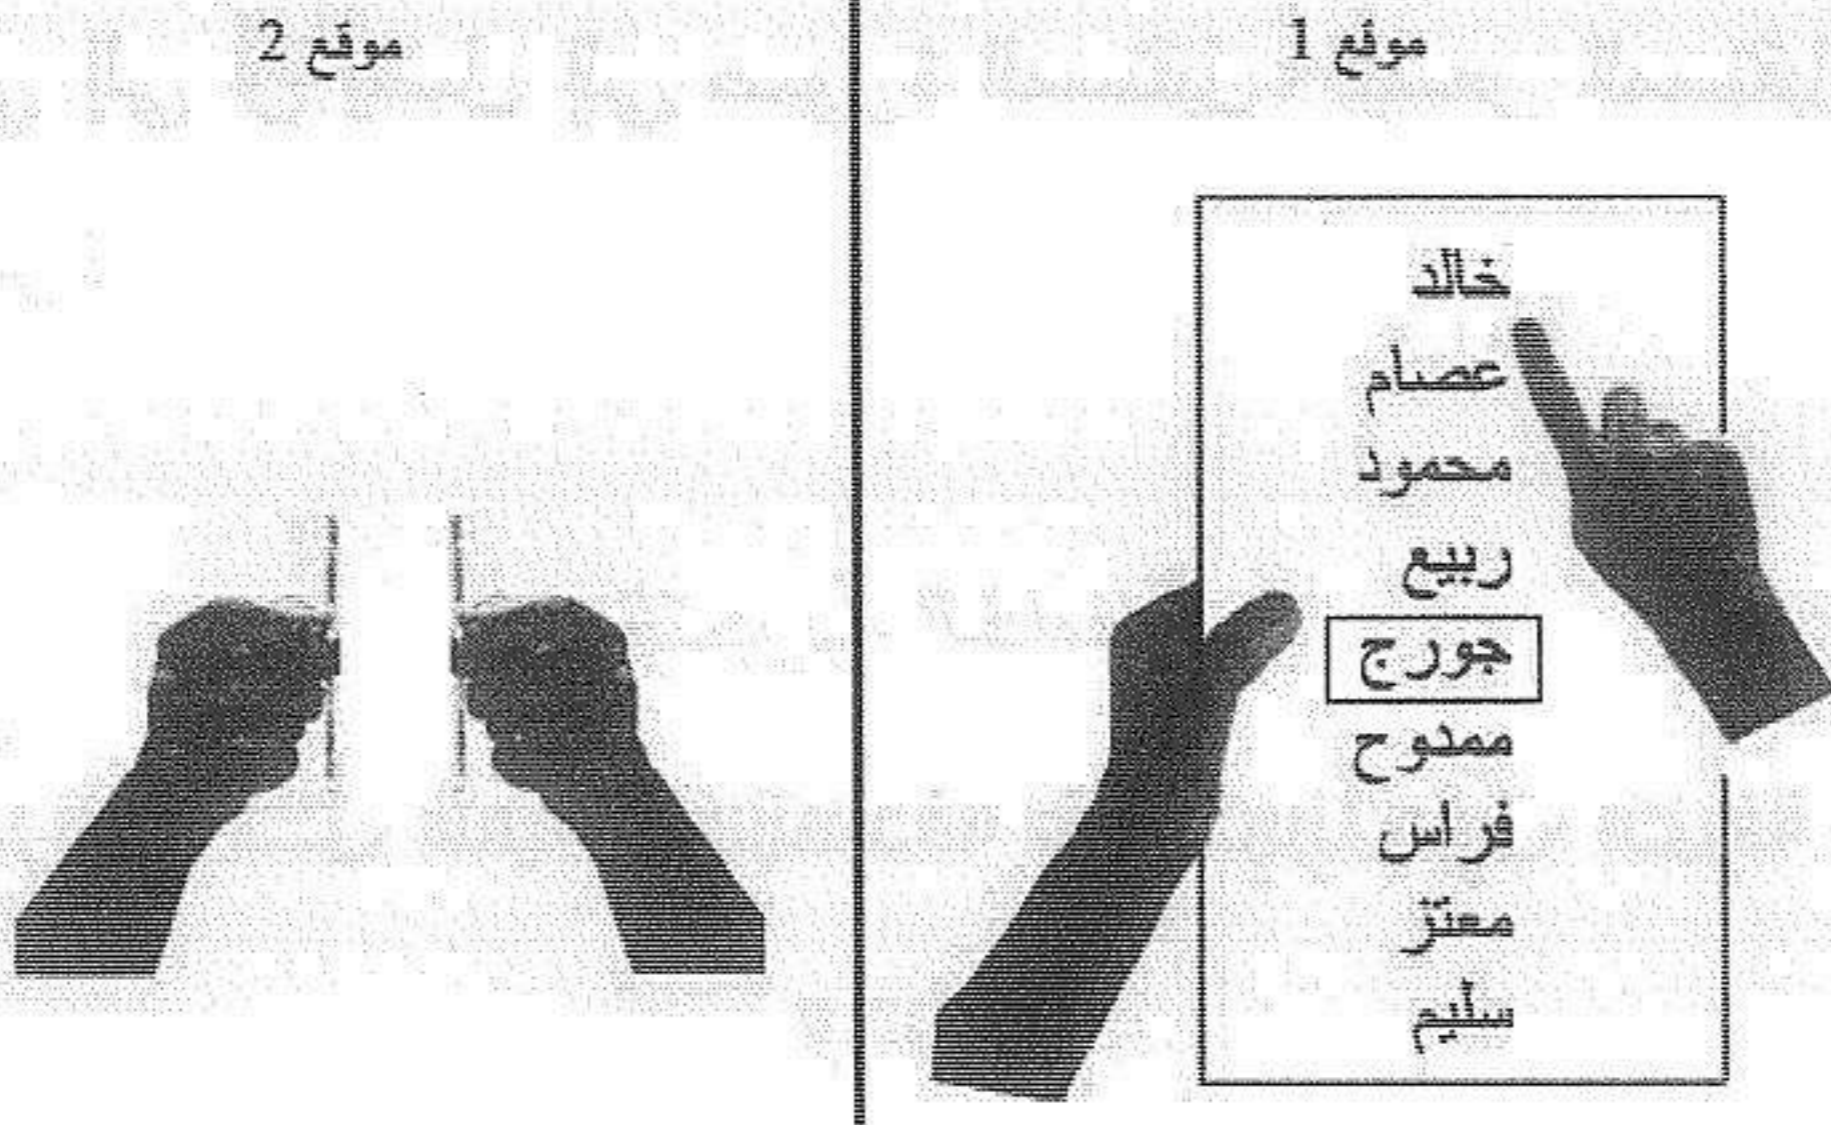 موقع 1
خالد
عصام
محمود
ربيع
جورج
ممدوح
فراس
معتز
سليم
موقع 2